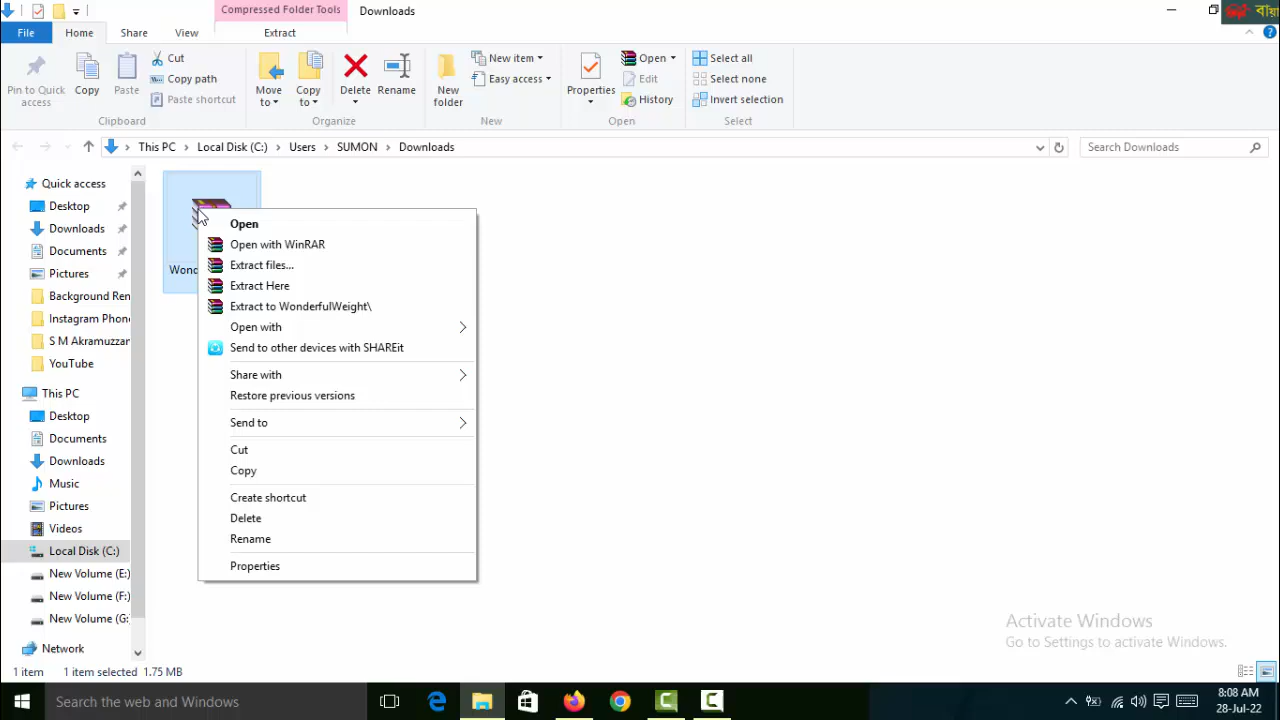 Compressed Folder Tools
Downloads
বায়া
File
Home
Share
View
Extract
Pin to Quick access
Copy
Paste
Cut
Copy path
Paste shortcut
Clipboard
Move to
Copy to
Delete
Rename
Organize
New folder
New item
Easy access
New
Properties
Open
Edit
History
Open
Select all
Select none
Invert selection
Select
This PC
Local Disk (C:)
Users
SUMON
Downloads
Search Downloads
Quick access
Desktop
Downloads
Documents
Pictures
Background Ren
Instagram Phone
S M Akramuzzan
YouTube
This PC
Desktop
Documents
Downloads
Music
Pictures
Videos
Local Disk (C:)
New Volume (E:)
New Volume (F:)
New Volume (G:
Network
Wond
Open
Open with WinRAR
Extract files...
Extract Here
Extract to WonderfulWeight\
Open with
Send to other devices with SHAREit
Share with
Restore previous versions
Send to
Cut
Copy
Create shortcut
Delete
Rename
Properties
Activate Windows
Go to Settings to activate Windows.
1 item
1 item selected 1.75 MB
Search the web and Windows
8:08 AM
28-Jul-22